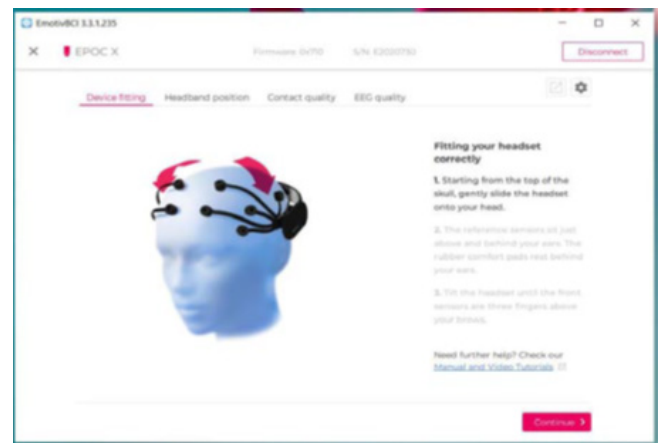 EmotivBCI 3.3.1.235
EPOC X
Disconnect
Device fitting Headband position Contact quality EEG quality
Fitting your headset
correctly
1. Starting from the top of the
skull, gently slide the headset
onto your head.
2. The reference sensors sit just
above and behind your ears. The
rubber comfort pads rest behind
your ears.
3. Tilt the headset until the front
sensors are three fingers above
your brows.
Need further help? Check our
Manual and Video Tutorials
Continue